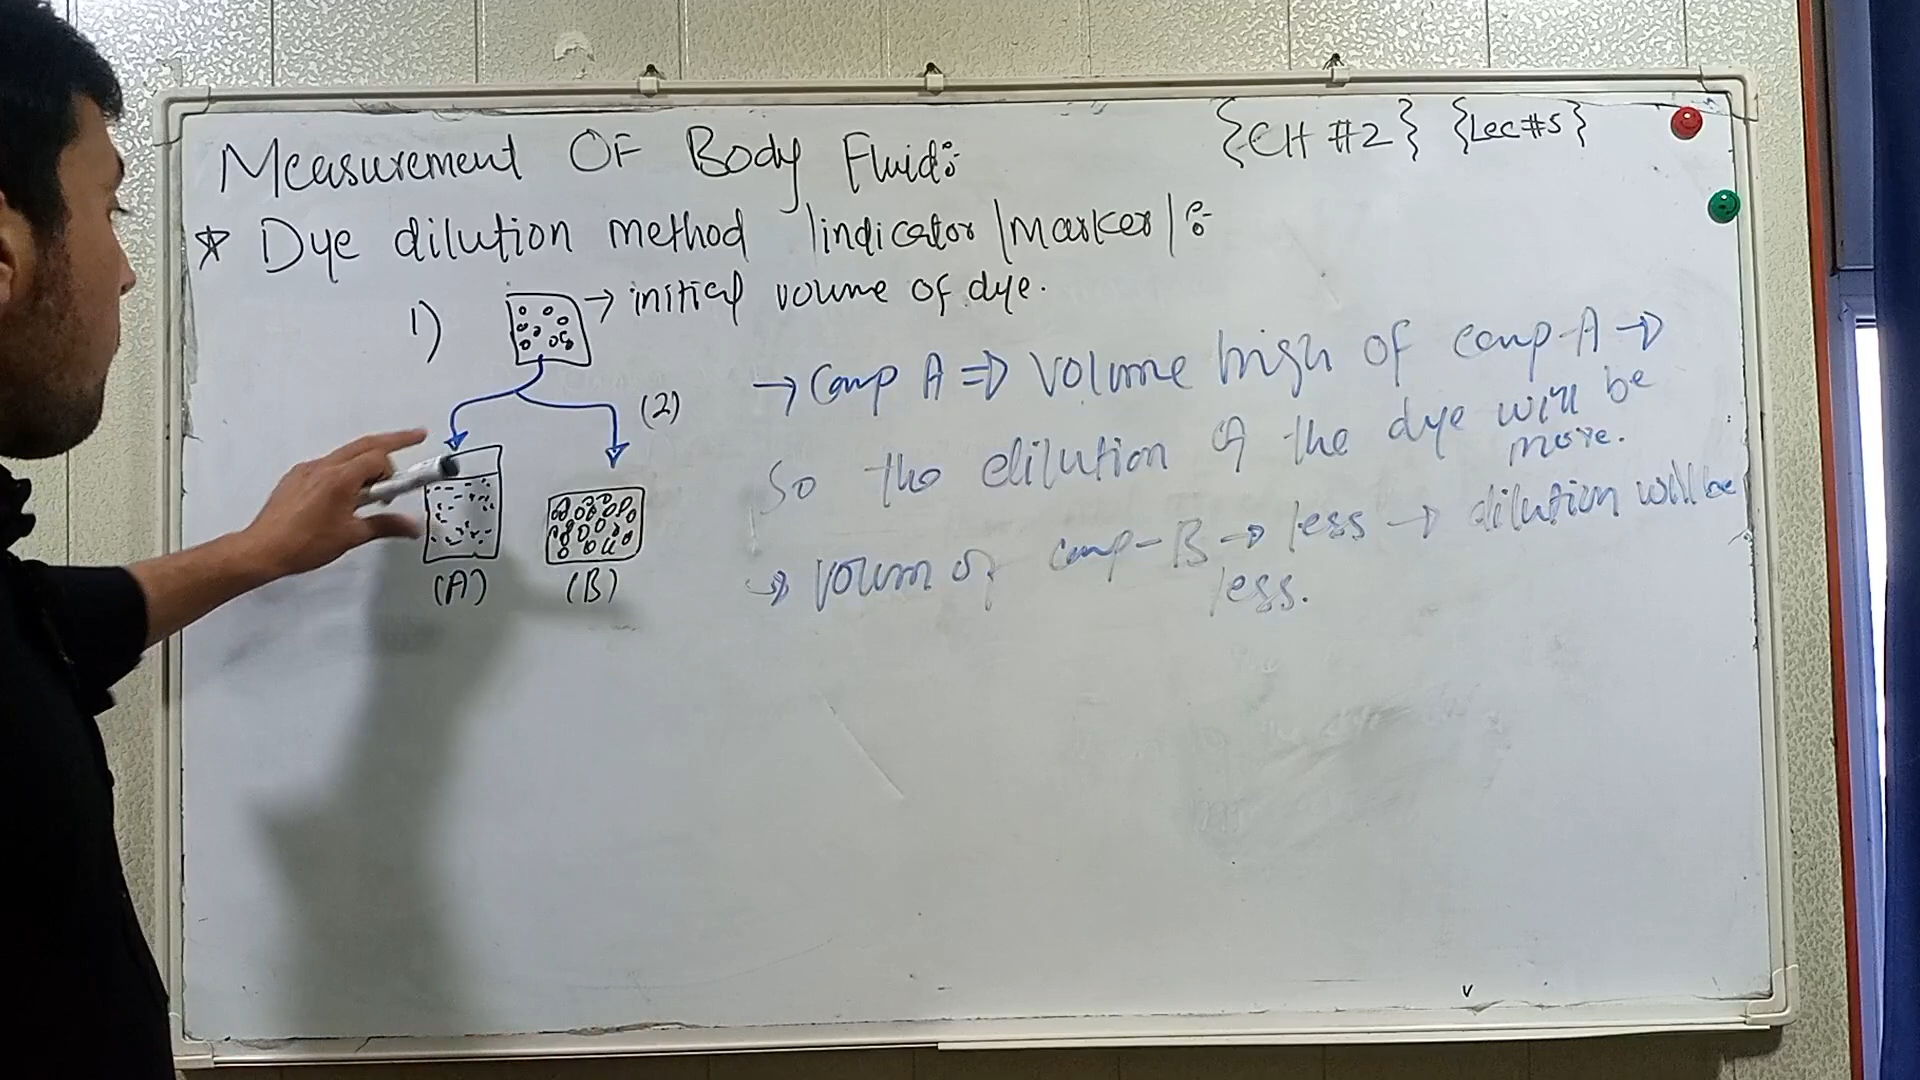 Measurement OF Body Fluid:-
{CH #2} {Lec#5}
* Dye dilution method /indicator/marker/:-
1) → initial volume of dye.
(2)
(A) (B)
→ Comp A ⇒ volume high of comp-A →
so the dilution of the dye will be
more.
→ volum of comp-B → less → dilution will be
less.